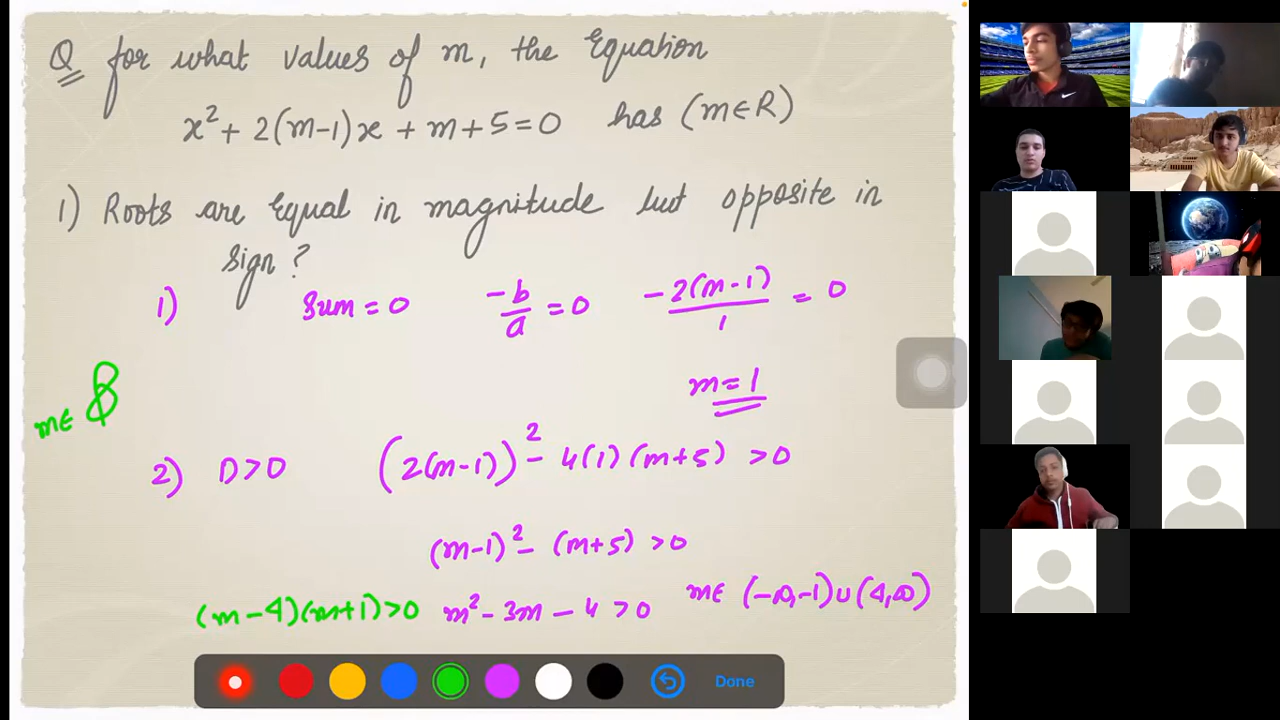 Q for what values of m, the Equation
x² + 2(m-1)x + m+5=0 has (m∈R)
1) Roots are Equal in magnitude but opposite in
sign?
1) Sum = 0 -b/a = 0 -2(m-1)/1 = 0
m=1
m∈ ϕ
2) D>0 (2(m-1))² - 4(1)(m+5) >0
(m-1)² - (m+5) >0
(m-4)(m+1)>0 m² - 3m - 4 >0 m∈ (-∞,-1)∪(4,∞)
Done